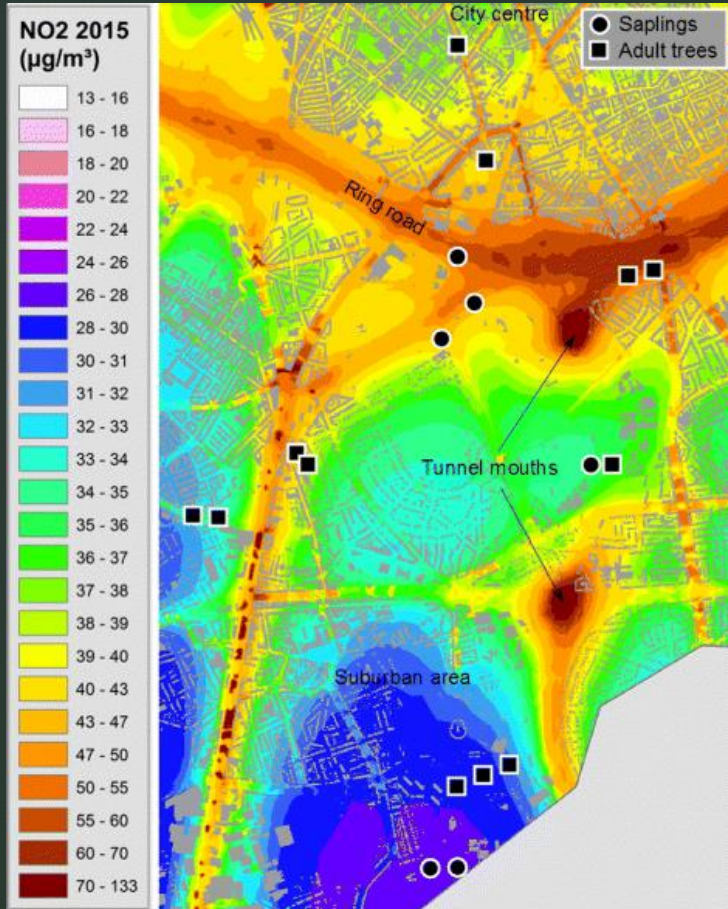 NO2 2015
(µg/m³)
13 - 16
16 - 18
18 - 20
20 - 22
22 - 24
24 - 26
26 - 28
28 - 30
30 - 31
31 - 32
32 - 33
33 - 34
34 - 35
35 - 36
36 - 37
37 - 38
38 - 39
39 - 40
40 - 43
43 - 47
47 - 50
50 - 55
55 - 60
60 - 70
70 - 133
City centre
Saplings
Adult trees
Ring road
Tunnel mouths
Suburban area